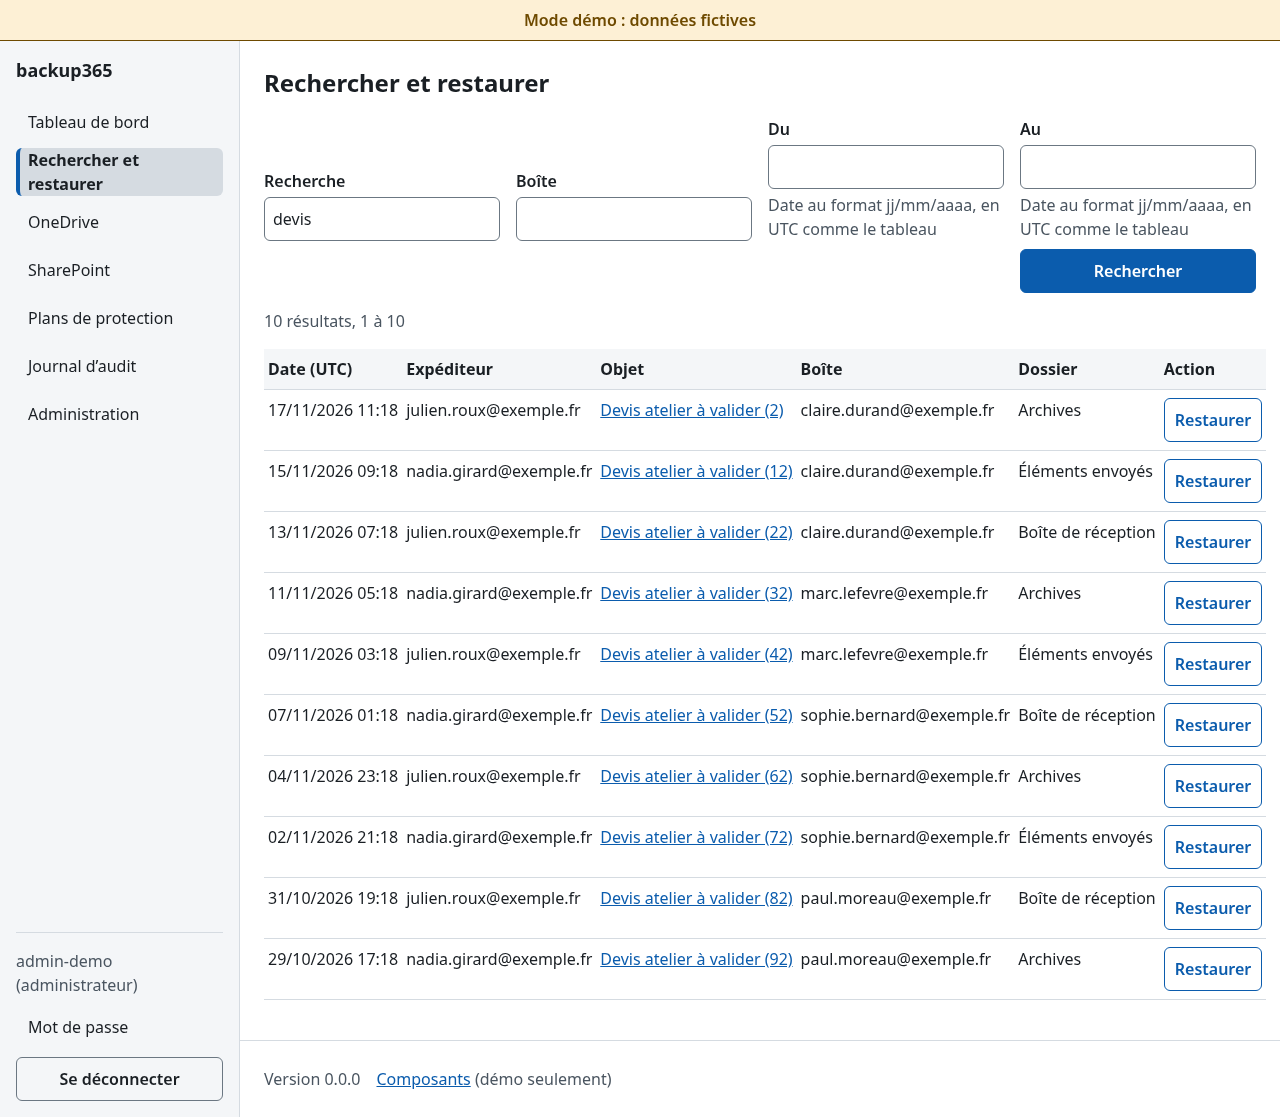 Mode démo : données fictives
backup365
Tableau de bord
Rechercher et
restaurer
OneDrive
SharePoint
Plans de protection
Journal d’audit
Administration
admin-demo
(administrateur)
Mot de passe
Se déconnecter
Rechercher et restaurer
Recherche
devis
Boîte
Du
Date au format jj/mm/aaaa, en
UTC comme le tableau
Au
Date au format jj/mm/aaaa, en
UTC comme le tableau
Rechercher
10 résultats, 1 à 10
Date (UTC) Expéditeur Objet Boîte Dossier Action
17/11/2026 11:18 julien.roux@exemple.fr Devis atelier à valider (2) claire.durand@exemple.fr Archives Restaurer
15/11/2026 09:18 nadia.girard@exemple.fr Devis atelier à valider (12) claire.durand@exemple.fr Éléments envoyés Restaurer
13/11/2026 07:18 julien.roux@exemple.fr Devis atelier à valider (22) claire.durand@exemple.fr Boîte de réception Restaurer
11/11/2026 05:18 nadia.girard@exemple.fr Devis atelier à valider (32) marc.lefevre@exemple.fr Archives Restaurer
09/11/2026 03:18 julien.roux@exemple.fr Devis atelier à valider (42) marc.lefevre@exemple.fr Éléments envoyés Restaurer
07/11/2026 01:18 nadia.girard@exemple.fr Devis atelier à valider (52) sophie.bernard@exemple.fr Boîte de réception Restaurer
04/11/2026 23:18 julien.roux@exemple.fr Devis atelier à valider (62) sophie.bernard@exemple.fr Archives Restaurer
02/11/2026 21:18 nadia.girard@exemple.fr Devis atelier à valider (72) sophie.bernard@exemple.fr Éléments envoyés Restaurer
31/10/2026 19:18 julien.roux@exemple.fr Devis atelier à valider (82) paul.moreau@exemple.fr Boîte de réception Restaurer
29/10/2026 17:18 nadia.girard@exemple.fr Devis atelier à valider (92) paul.moreau@exemple.fr Archives Restaurer
Version 0.0.0 Composants (démo seulement)